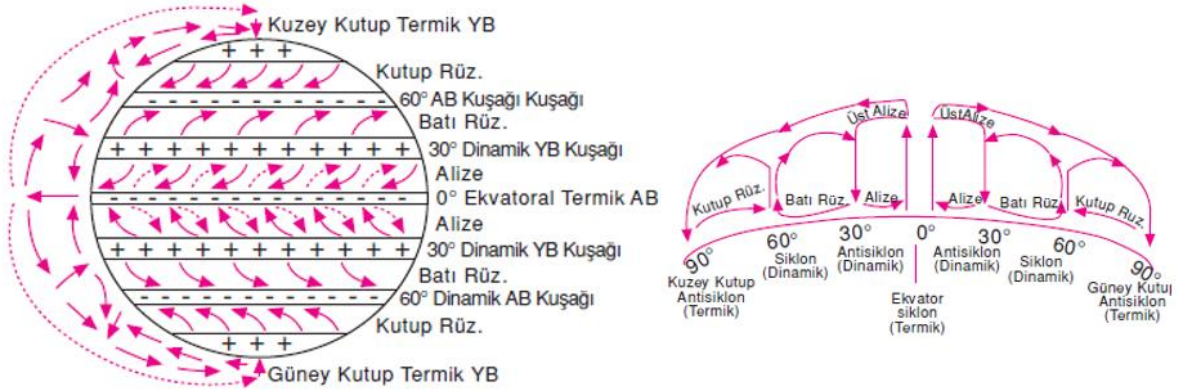 Kuzey Kutup Termik YB
+ + +
Kutup Rüz.
- - - - - - - - - - - -
60° AB Kuşağı Kuşağı
Batı Rüz.
+ + + + + + + + + + + +
30° Dinamik YB Kuşağı
Alize
- - - - - - - - - - - -
0° Ekvatoral Termik AB
Alize
+ + + + + + + + + + + +
30° Dinamik YB Kuşağı
Batı Rüz.
- - - - - - - - - - - -
60° Dinamik AB Kuşağı
Kutup Rüz.
+ + +
Güney Kutup Termik YB
Üst Alize
ÜstAlize
Kutup Rüz.
Batı Rüz.
Alize
Alize
Batı Rüz
Kutup Ruz.
90°
60°
30°
0°
30°
60°
90°
Kuzey Kutup
Antisiklon
(Termik)
Siklon
(Dinamik)
Antisiklon
(Dinamik)
Ekvator
siklon
(Termik)
Antisiklon
(Dinamik)
Siklon
(Dinamik)
Güney Kutup
Antisiklon
(Termik)